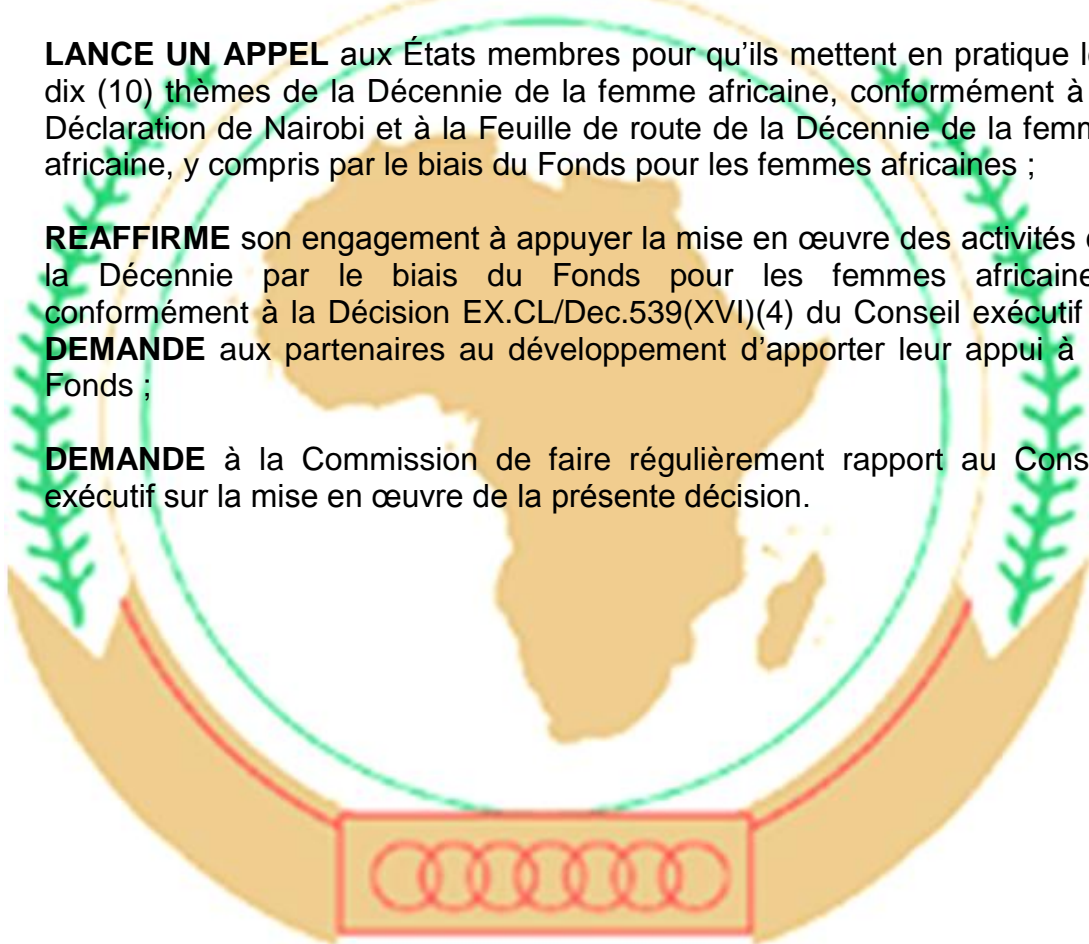 LANCE UN APPEL aux États membres pour qu'ils mettent en pratique
dix (10) thèmes de la Décennie de la femme africaine, conformément à
Déclaration de Nairobi et à la Feuille de route de la Décennie de la
africaine, y compris par le biais du Fonds pour les femmes africaines ;
REAFFIRME son engagement à appuyer la mise en œuvre des activités
la Décennie par le biais du Fonds pour les femmes
conformément à la Décision EX.CL/Dec.539(XVI)(4) du Conseil exécutif
DEMANDE aux partenaires au développement d'apporter leur appui à
Fonds ;
DEMANDE à la Commission de faire régulièrement rapport au
exécutif sur la mise en œuvre de la présente décision.